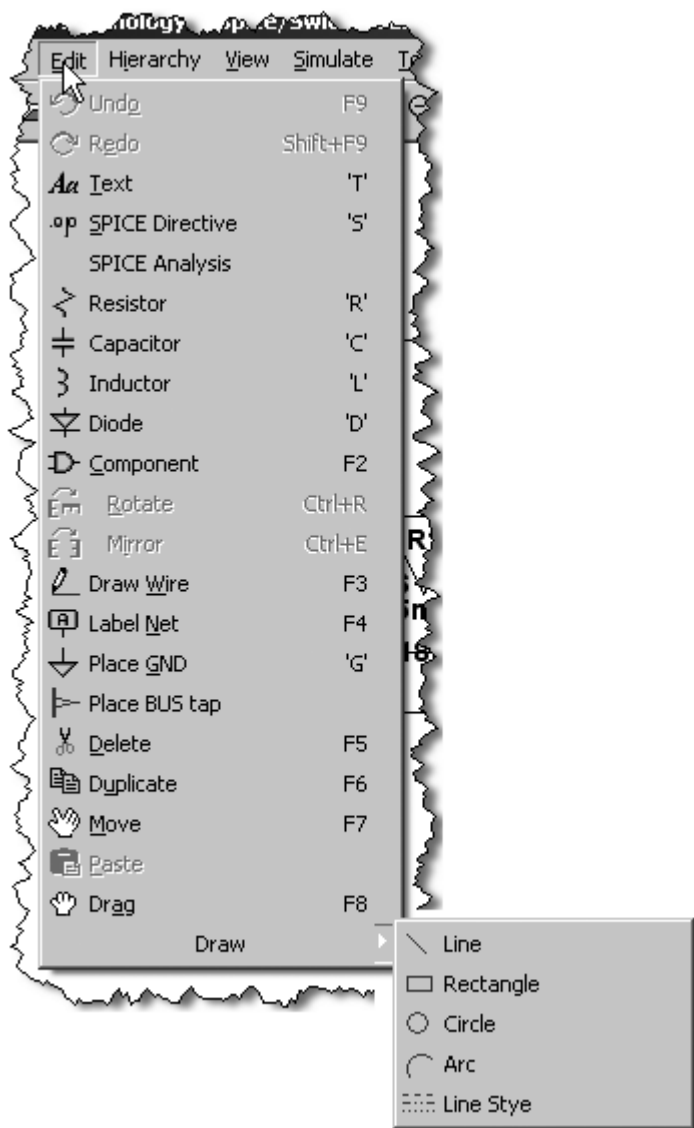 Edit Hierarchy View Simulate
Undo F9
Redo Shift+F9
Aa Text 'T'
.op SPICE Directive 'S'
SPICE Analysis
Resistor 'R'
Capacitor 'C'
Inductor 'L'
Diode 'D'
Component F2
Rotate Ctrl+R
Mirror Ctrl+E
R
Draw Wire F3
A Label Net F4
Place GND 'G'
Place BUS tap
Delete F5
Duplicate F6
Move F7
Paste
Drag F8
Draw
Line
Rectangle
Circle
Arc
Line Stye